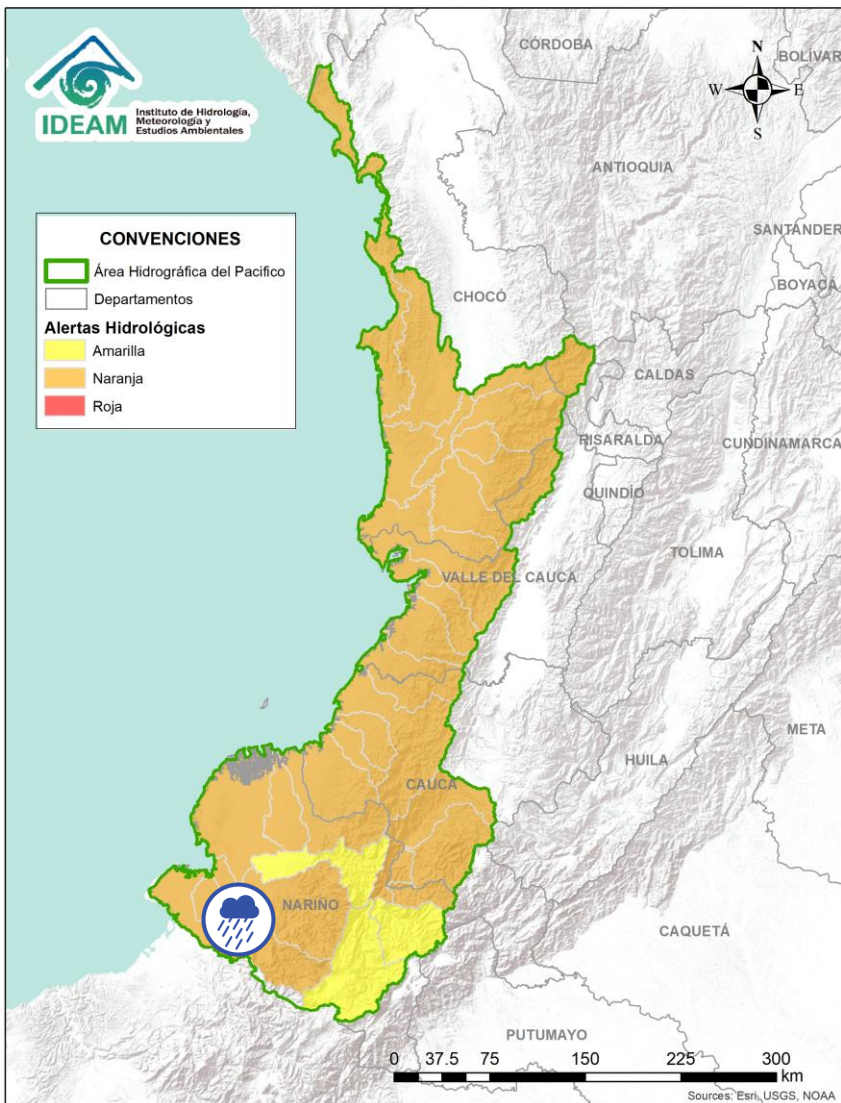 IDEAM
Instituto de Hidrología,
Meteorología y
Estudios Ambientales
CONVENCIONES
Área Hidrográfica del Pacifico
Departamentos
Alertas Hidrológicas
Amarilla
Naranja
Roja
N
W
E
S
CÓRDOBA
BOLÍVAR
ANTIOQUIA
SANTANDER
BOYACÁ
CHOCÓ
CALDAS
RISARALDA
CUNDINAMARCA
QUINDÍO
TOLIMA
VALLE DEL CAUCA
META
HUILA
CAUCA
NARIÑO
CAQUETÁ
PUTUMAYO
0 37.5 75 150 225 300
km
Sources: Esri, USGS, NOAA